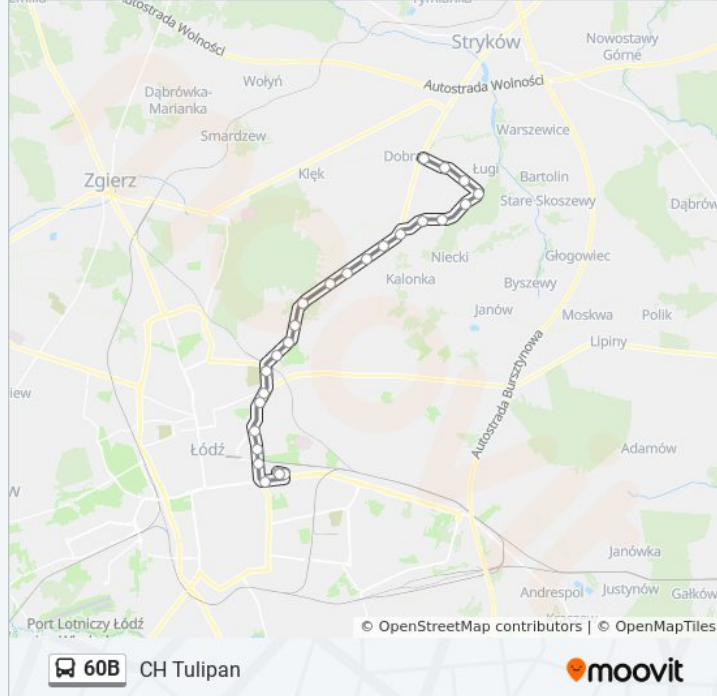 Autostrada Wolności
Stryków
Nowostawy
Górne
Wołyń
Autostrada Wolności
Dąbrówka-
Marianka
Smardzew
Warszewice
Dobra
Ługi
Zgierz
Klęk
Bartolin
Stare Skoszewy
Niecki
Głogowiec
Kalonka
Byszewy
Janów
Moskwa
Polik
Lipiny
Autostrada Bursztynowa
Łódź
Adamów
Janówka
Andrespol
Justynów
Gałków
Port Lotniczy Łódź
© OpenStreetMap contributors | © OpenMapTiles
60B CH Tulipan
moovit